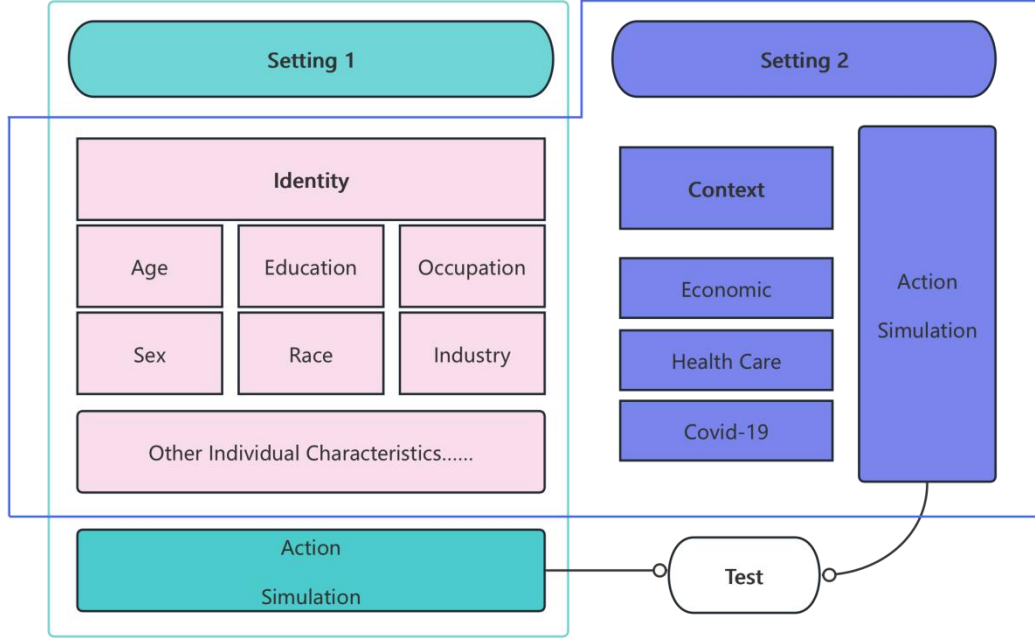 Setting 1
Setting 2
Identity
Age
Education
Occupation
Sex
Race
Industry
Other Individual Characteristics......
Action
Simulation
Context
Economic
Health Care
Covid-19
Action
Simulation
Test